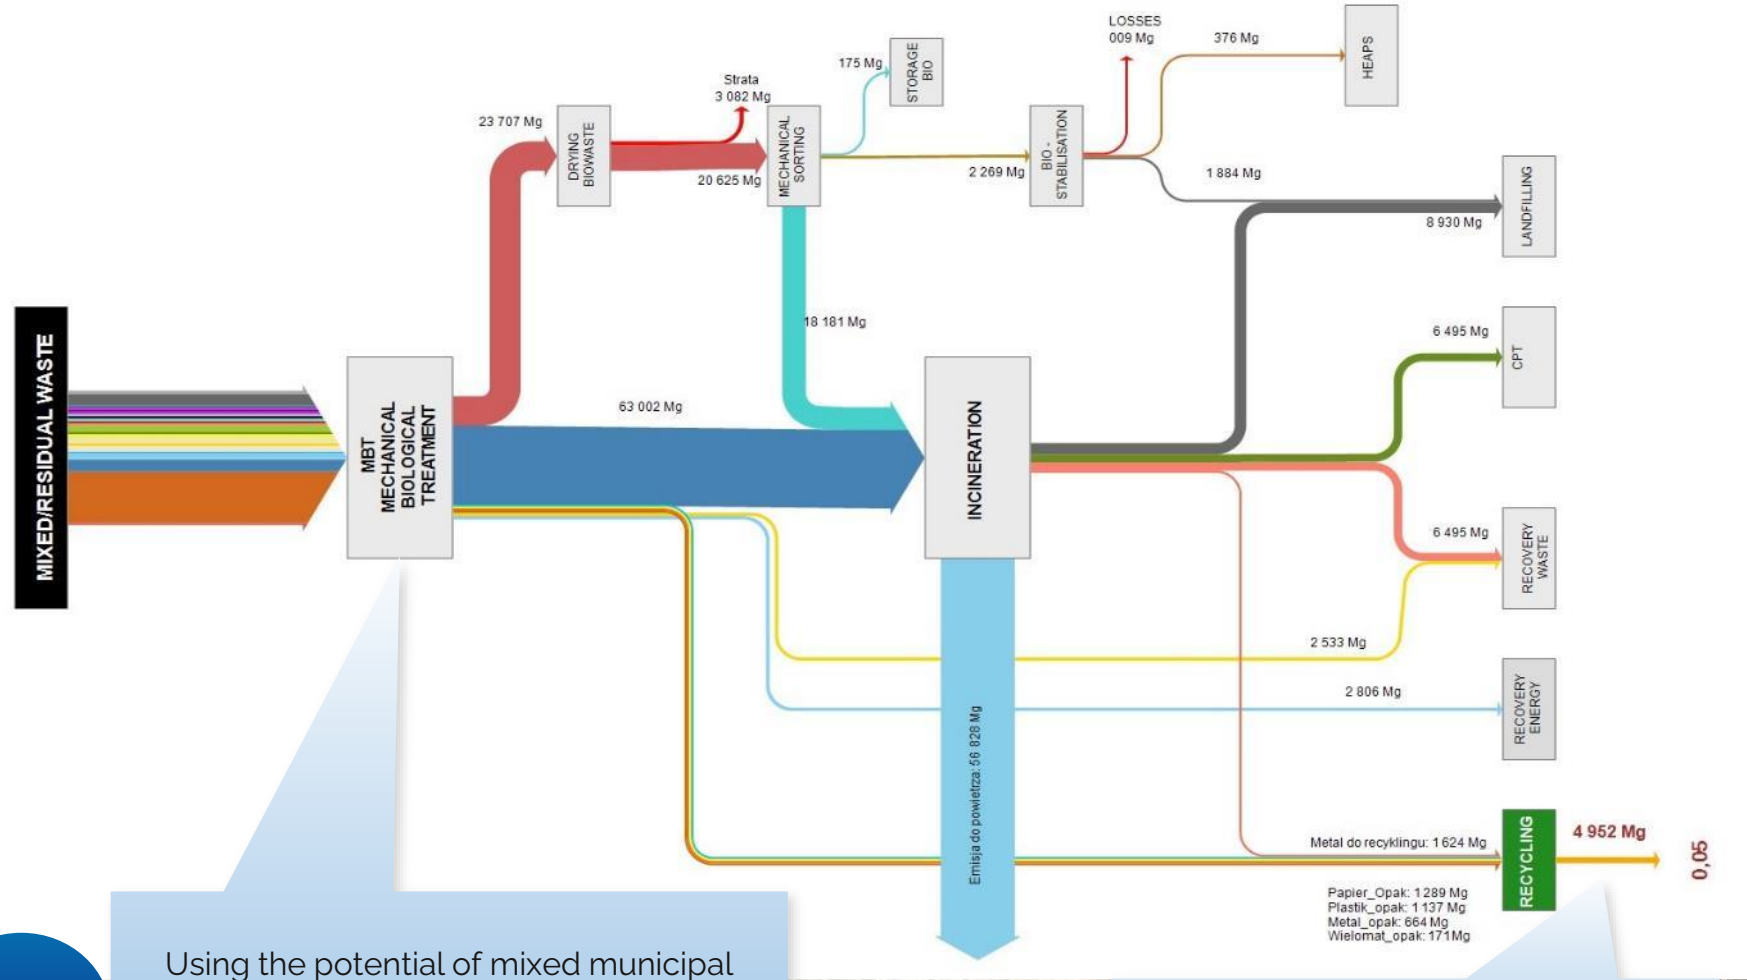 LOSSES
009 Mg
376 Mg
HEAPS
STORAGE
BIO
175 Mg
Strata
3 082 Mg
23 707 Mg
DRYING
BIOWASTE
20 625 Mg
MECHANICAL
SORTING
2 269 Mg
BIO -
STABILISATION
1 884 Mg
8 930 Mg
LANDFILLING
18 181 Mg
MIXED/RESIDUAL WASTE
MBT
MECHANICAL
BIOLOGICAL
TREATMENT
63 002 Mg
INCINERATION
6 495 Mg
CPT
6 495 Mg
RECOVERY
WASTE
2 533 Mg
2 806 Mg
RECOVERY
ENERGY
Emisja do powietrza: 56 828 Mg
Metal do recyklingu: 1 624 Mg
RECYCLING
4 952 Mg
0,05
Papier_Opak: 1 289 Mg
Plastik_opak: 1 137 Mg
Metal_opak: 664 Mg
Wielomat_opak: 171 Mg
Using the potential of mixed municipal